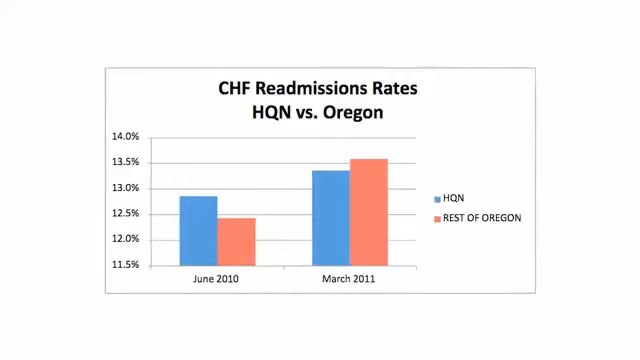 CHF Readmissions Rates
HQN vs. Oregon
14.0%
13.5%
13.0%
12.5%
12.0%
11.5%
June 2010
March 2011
HQN
REST OF OREGON